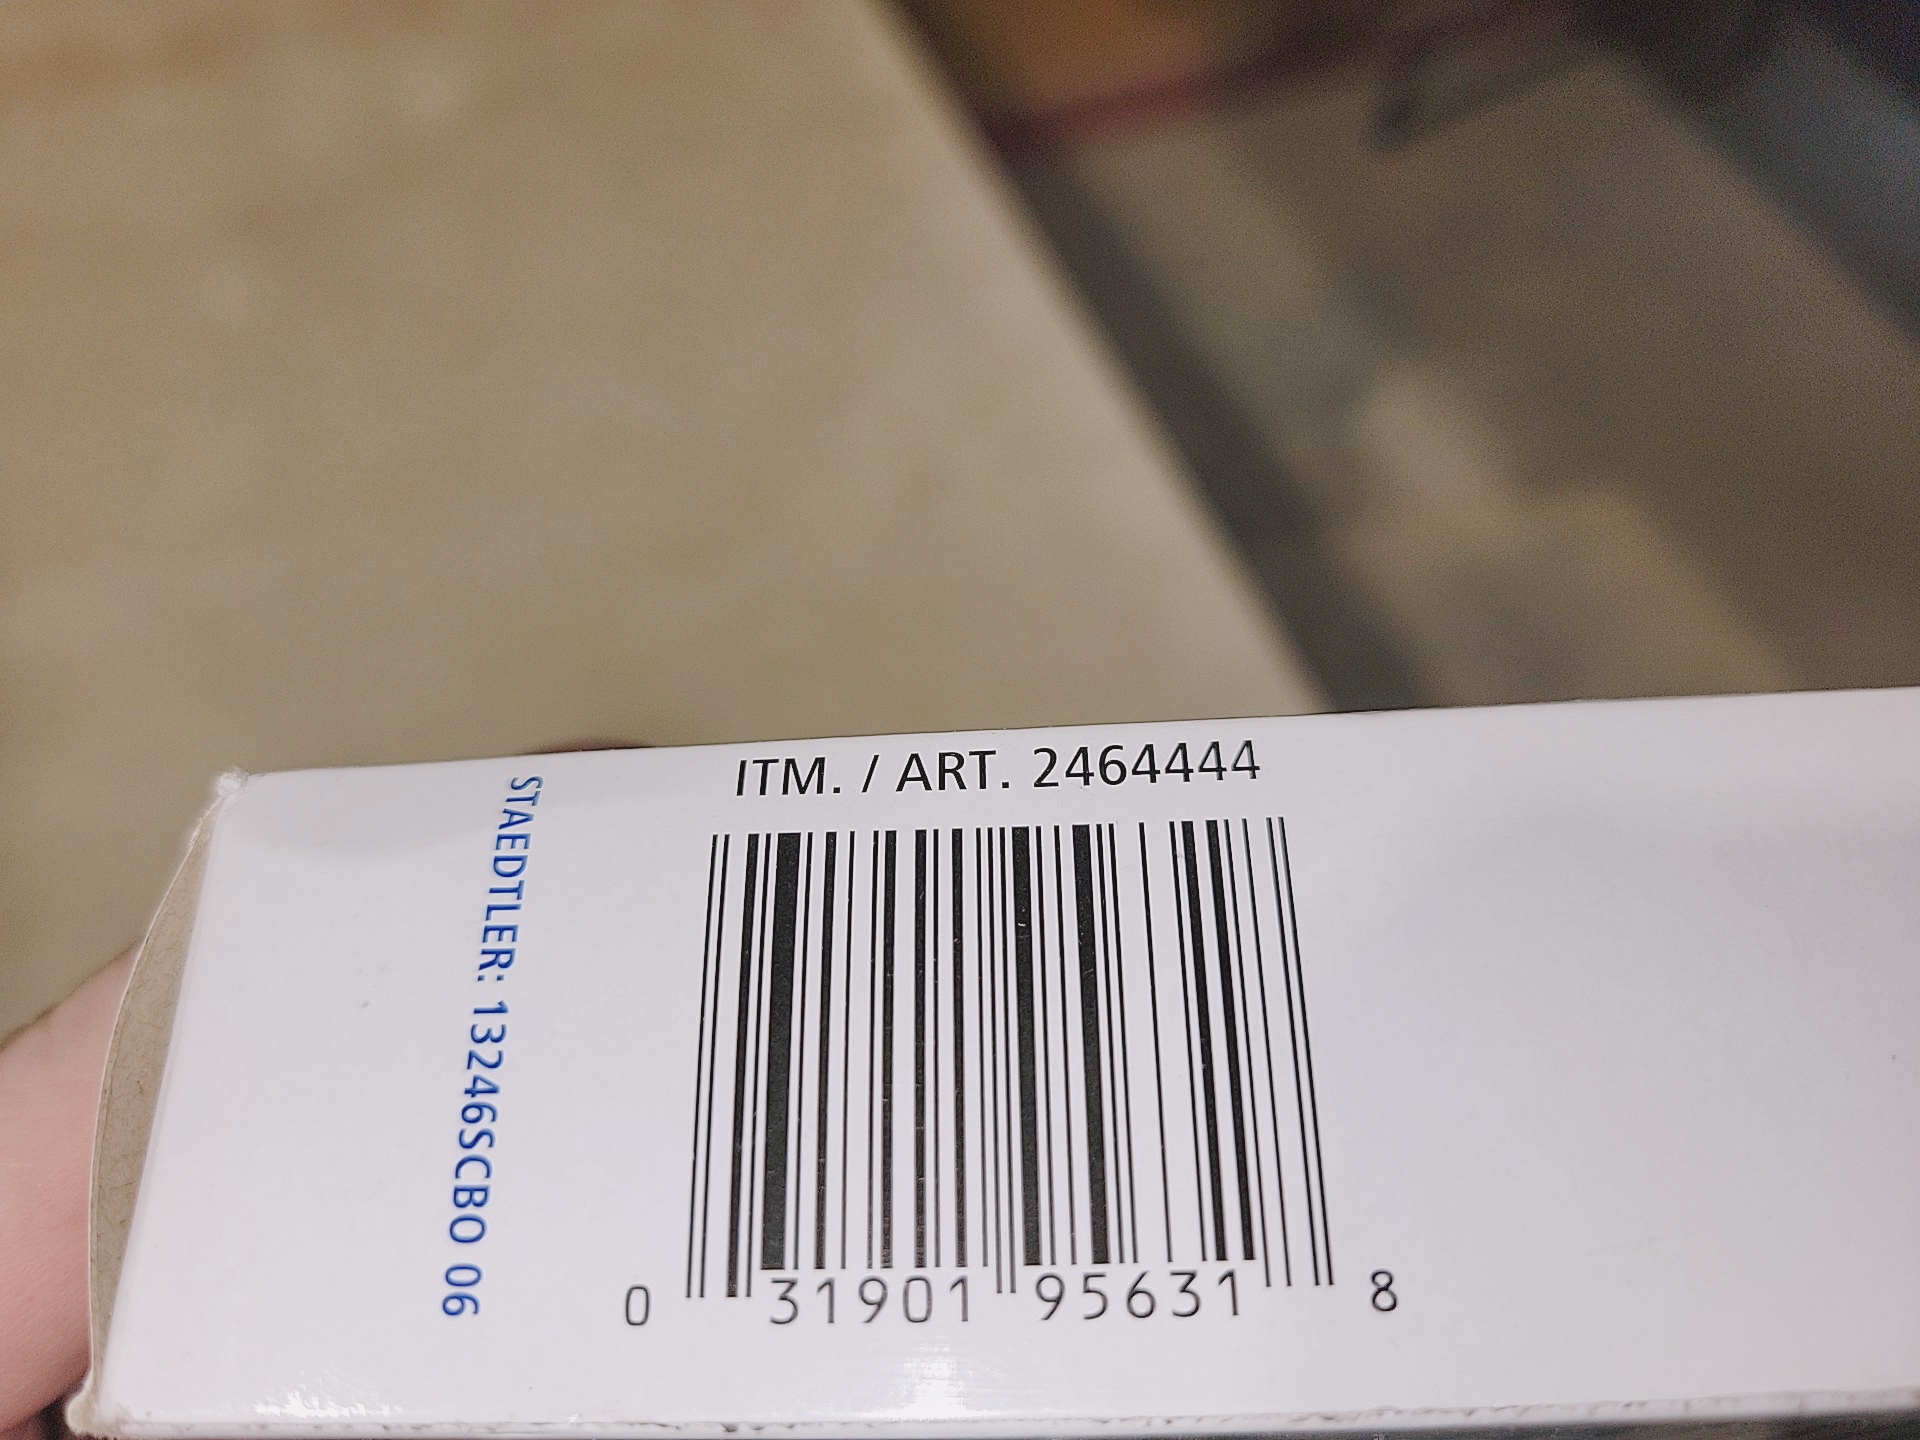 ITM. / ART. 2464444
STAEDTLER: 13246SCBO 06
0 31901 95631 8